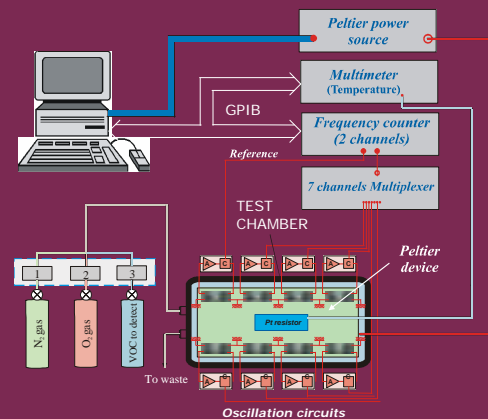 Peltier power
source
Multimeter
(Temperature)
GPIB
Frequency counter
(2 channels)
Reference
7 channels Multiplexer
TEST
CHAMBER
Peltier
device
A C A C A C A C
1 2 3
N2 gas
O2 gas
VOC to detect
Pt resistor
To waste
A C A C A C A C
Oscillation circuits